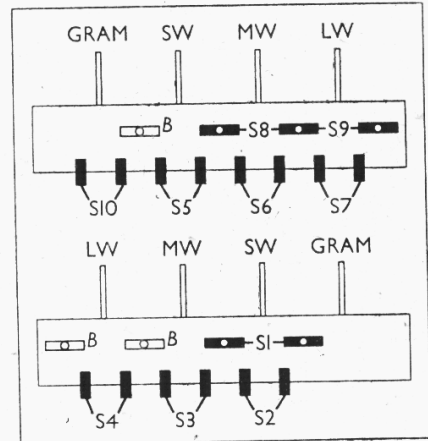 GRAM SW MW LW
B S8 S9
S10 S5 S6 S7
LW MW SW GRAM
B B S1
S4 S3 S2